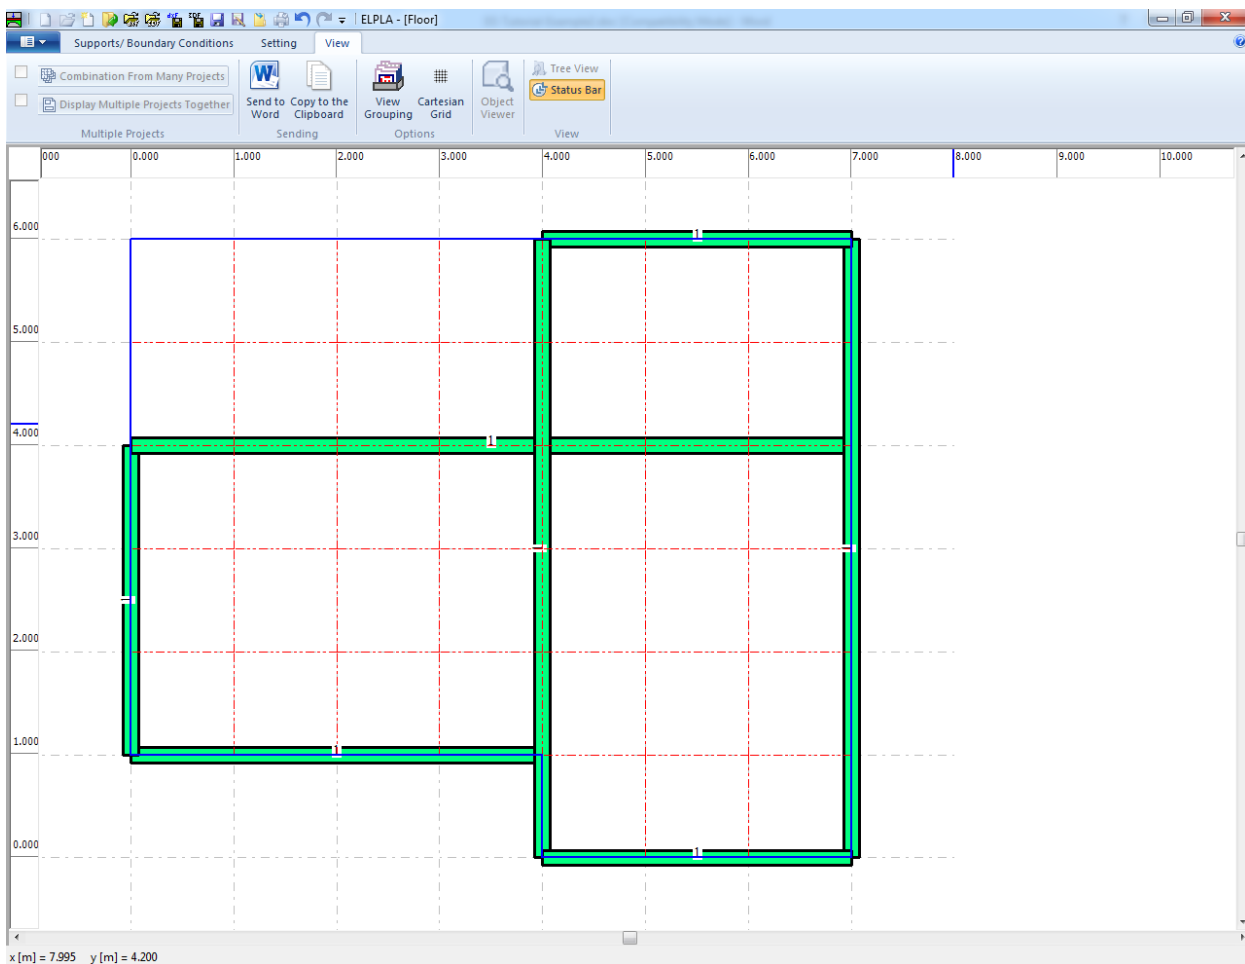 ELPLA - [Floor]
Supports/ Boundary Conditions Setting View
Combination From Many Projects
Display Multiple Projects Together
Multiple Projects
Send to Word
Copy to the Clipboard
Sending
View Grouping
Cartesian Grid
Options
Object Viewer
Tree View
Status Bar
View
000 0.000 1.000 2.000 3.000 4.000 5.000 6.000 7.000 8.000 9.000 10.000
6.000
1
5.000
4.000
1
3.000
1 1
1
2.000
1.000
1
0.000
1
x [m] = 7.995 y [m] = 4.200